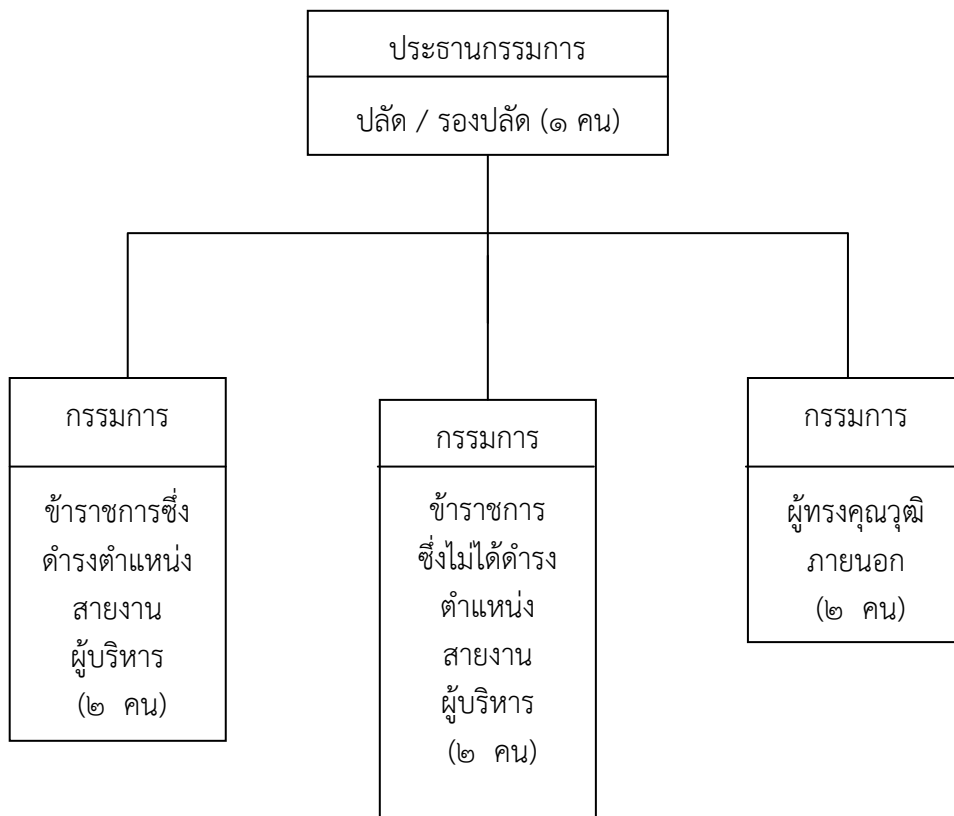 ประธานกรรมการ
ปลัด / รองปลัด (๑ คน)
กรรมการ
ข้าราชการซึ่ง
ดำรงตำแหน่ง
สายงาน
ผู้บริหาร
(๒ คน)
กรรมการ
ข้าราชการ
ซึ่งไม่ได้ดำรง
ตำแหน่ง
สายงาน
ผู้บริหาร
(๒ คน)
กรรมการ
ผู้ทรงคุณวุฒิ
ภายนอก
(๒ คน)